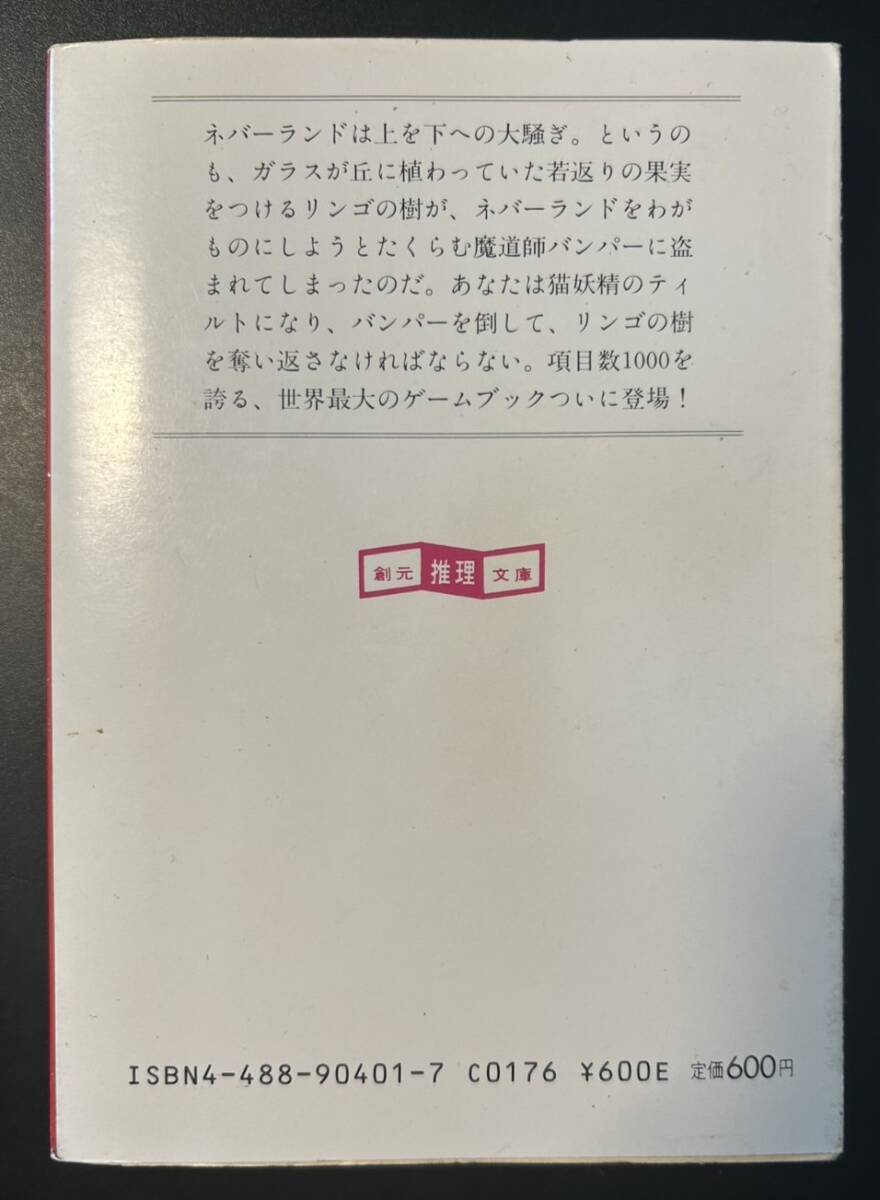 ネバーランドは上を下への大騒ぎ。というの
も、ガラスが丘に植わっていた若返りの果実
をつけるリンゴの樹が、ネバーランドをわが
ものにしようとたくらむ魔道師バンパーに盗
まれてしまったのだ。あなたは猫妖精のティ
ルトになり、バンパーを倒して、リンゴの樹
を奪い返さなければならない。項目数1000を
誇る、世界最大のゲームブックついに登場！
創元 推理 文庫
ISBN4-488-90401-7 C0176 ¥600E 定価600円